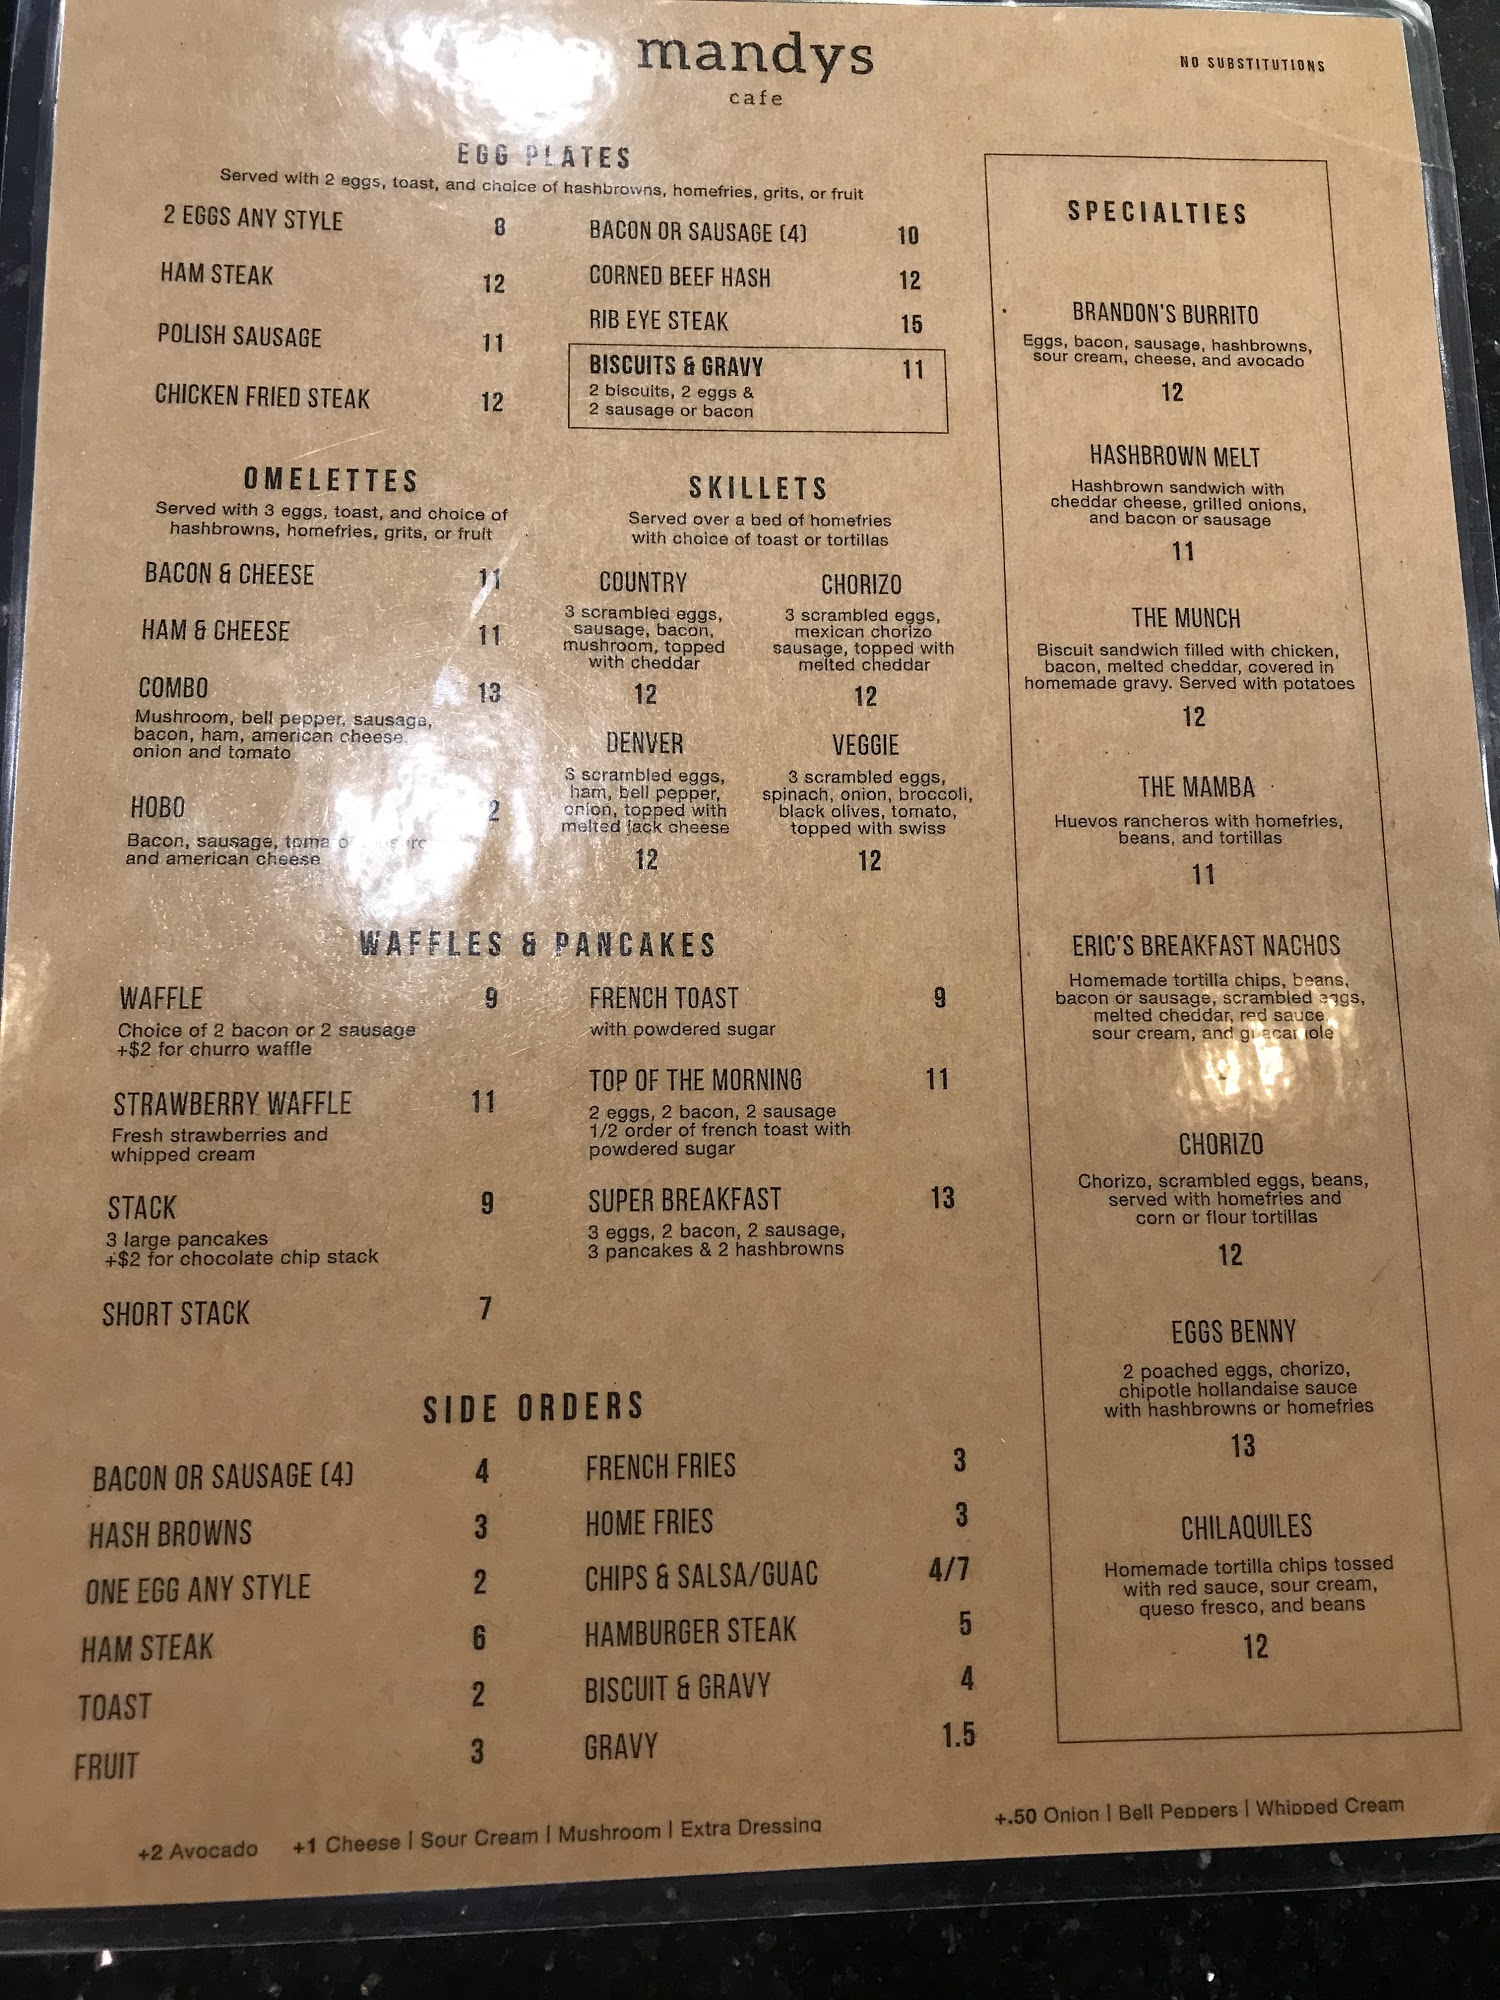 mandys
cafe
NO SUBSTITUTIONS
EGG PLATES
Served with 2 eggs, toast, and choice of hashbrowns, homefries, grits, or fruit
2 EGGS ANY STYLE 8
HAM STEAK 12
POLISH SAUSAGE 11
CHICKEN FRIED STEAK 12
BACON OR SAUSAGE (4) 10
CORNED BEEF HASH 12
RIB EYE STEAK 15
BISCUITS & GRAVY 11
2 biscuits, 2 eggs &
2 sausage or bacon
OMELETTES
Served with 3 eggs, toast, and choice of
hashbrowns, homefries, grits, or fruit
BACON & CHEESE 11
HAM & CHEESE 11
COMBO 13
Mushroom, bell pepper, sausage,
bacon, ham, american cheese,
onion and tomato
HOBO
Bacon, sausage,
and american cheese
SKILLETS
Served over a bed of homefries
with choice of toast or tortillas
COUNTRY
3 scrambled eggs,
sausage, bacon,
mushroom, topped
with cheddar
12
CHORIZO
3 scrambled eggs,
mexican chorizo
sausage, topped with
melted cheddar
12
DENVER
3 scrambled eggs,
ham, bell pepper,
onion, topped with
melted jack cheese
12
VEGGIE
3 scrambled eggs,
spinach, onion, broccoli,
black olives, tomato,
topped with swiss
12
WAFFLES & PANCAKES
WAFFLE 9
Choice of 2 bacon or 2 sausage
+$2 for churro waffle
STRAWBERRY WAFFLE 11
Fresh strawberries and
whipped cream
STACK 9
3 large pancakes
+$2 for chocolate chip stack
SHORT STACK 7
FRENCH TOAST 9
with powdered sugar
TOP OF THE MORNING 11
2 eggs, 2 bacon, 2 sausage
1/2 order of french toast with
powdered sugar
SUPER BREAKFAST 13
3 eggs, 2 bacon, 2 sausage,
3 pancakes & 2 hashbrowns
SIDE ORDERS
BACON OR SAUSAGE (4) 4
HASH BROWNS 3
ONE EGG ANY STYLE 2
HAM STEAK 6
TOAST 2
FRUIT 3
FRENCH FRIES 3
HOME FRIES 3
CHIPS & SALSA/GUAC 4/7
HAMBURGER STEAK 5
BISCUIT & GRAVY 4
GRAVY 1.5
SPECIALTIES
BRANDON'S BURRITO
Eggs, bacon, sausage, hashbrowns,
sour cream, cheese, and avocado
12
HASHBROWN MELT
Hashbrown sandwich with
cheddar cheese, grilled onions,
and bacon or sausage
11
THE MUNCH
Biscuit sandwich filled with chicken,
bacon, melted cheddar, covered in
homemade gravy. Served with potatoes
12
THE MAMBA
Huevos rancheros with homefries,
beans, and tortillas
11
ERIC'S BREAKFAST NACHOS
Homemade tortilla chips, beans,
bacon or sausage, scrambled eggs,
melted cheddar, red sauce
sour cream, and guacamole
CHORIZO
Chorizo, scrambled eggs, beans,
served with homefries and
corn or flour tortillas
12
EGGS BENNY
2 poached eggs, chorizo,
chipotle hollandaise sauce
with hashbrowns or homefries
13
CHILAQUILES
Homemade tortilla chips tossed
with red sauce, sour cream,
queso fresco, and beans
12
+2 Avocado +1 Cheese | Sour Cream | Mushroom | Extra Dressing
+.50 Onion | Bell Peppers | Whipped Cream